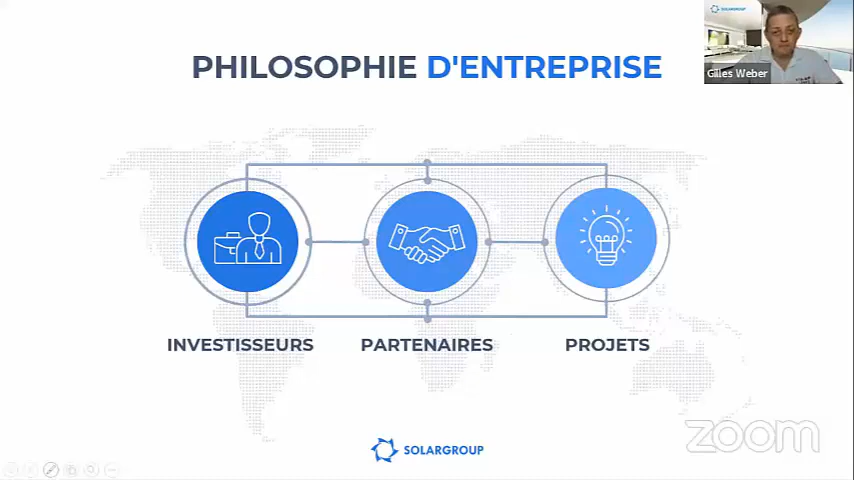 SOLARGROUP
Gilles Weber
PHILOSOPHIE D'ENTREPRISE
INVESTISSEURS
PARTENAIRES
PROJETS
SOLARGROUP
zoom